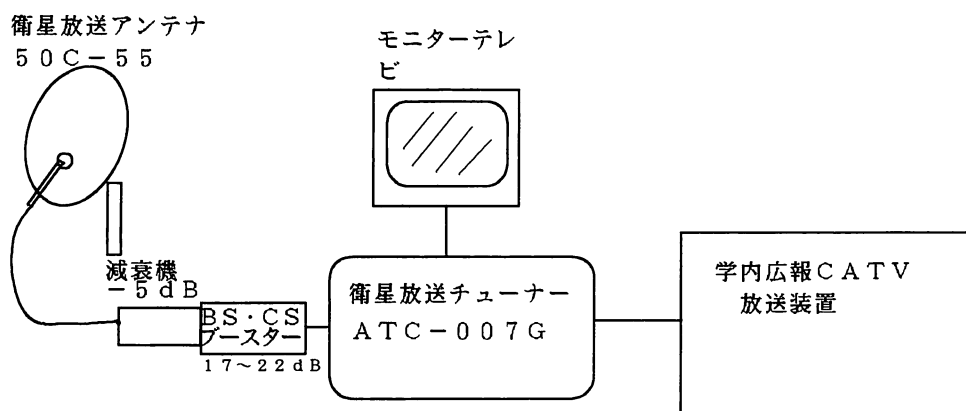 衛星放送アンテナ
５０Ｃ－５５
モニターテレ
ビ
減衰機
－５ｄＢ
ＢＳ・ＣＳ
ブースター
１７～２２ｄＢ
衛星放送チューナー
ＡＴＣ－００７Ｇ
学内広報ＣＡＴＶ
放送装置